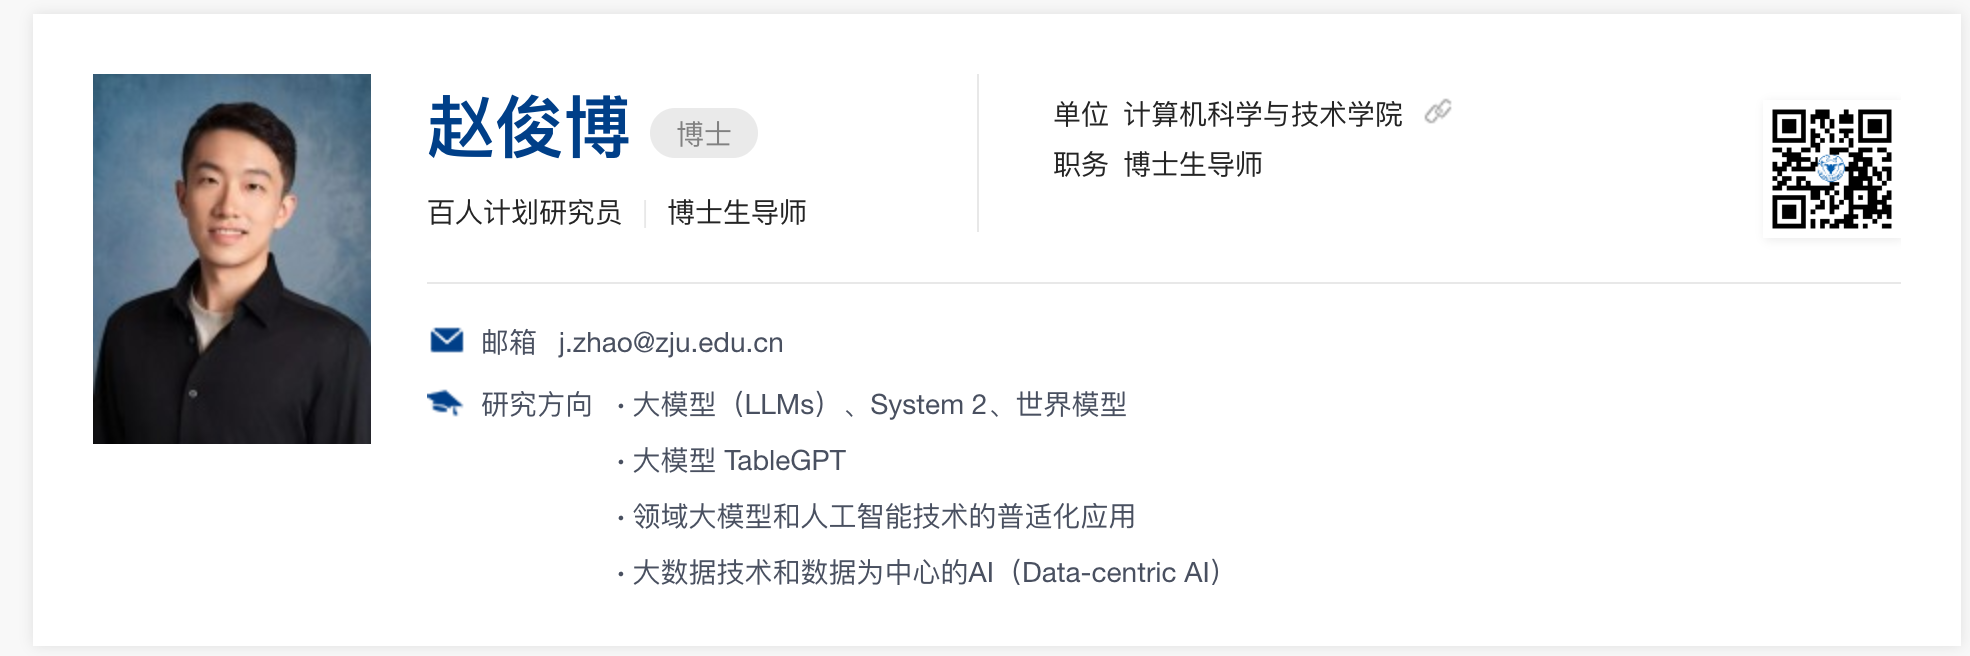 赵俊博 博士
百人计划研究员 博士生导师
单位 计算机科学与技术学院
职务 博士生导师
邮箱 j.zhao@zju.edu.cn
研究方向 · 大模型（LLMs）、System 2、世界模型
· 大模型 TableGPT
· 领域大模型和人工智能技术的普适化应用
· 大数据技术和数据为中心的AI（Data-centric AI）